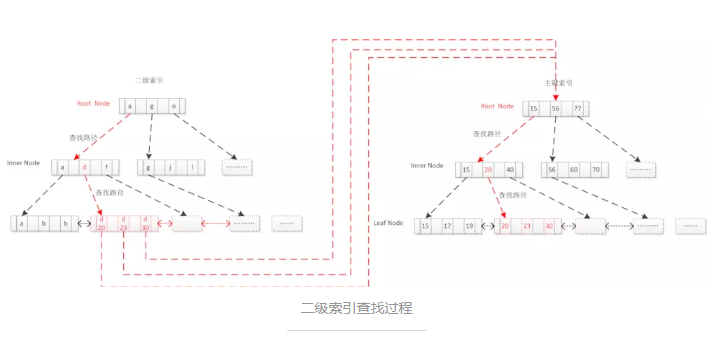 二级索引
主键索引
Root Node
a g o
Root Node
15 56 77
查找路径
查找路径
Inner Node
a d f
g j l
........
Inner Node
15 20 40
56 60 70
........
查找路径
查找路径
a b b
d d d
20 23 30
........
......
Leaf Node
15 17 19
20 23 30
........
......
二级索引查找过程